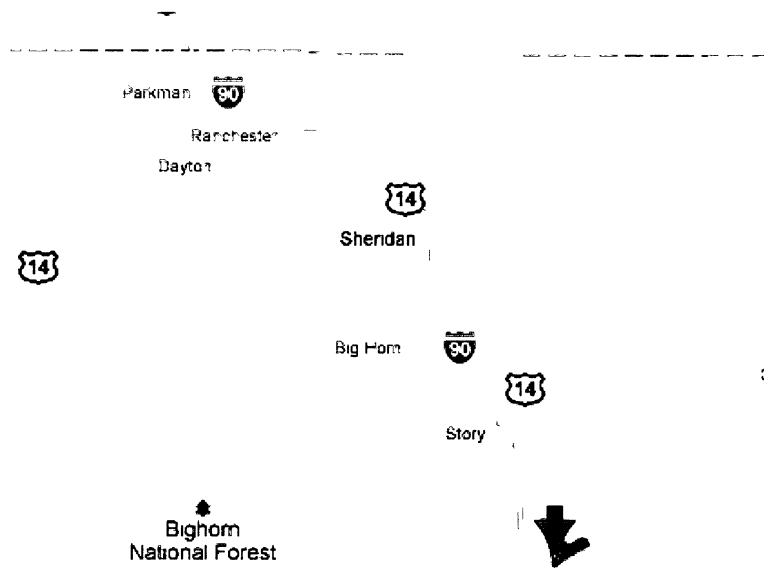 Parkman
90
Ranchester
Dayton
14
Sheridan
14
Big Horn
90
14
Story
Bighorn
National Forest